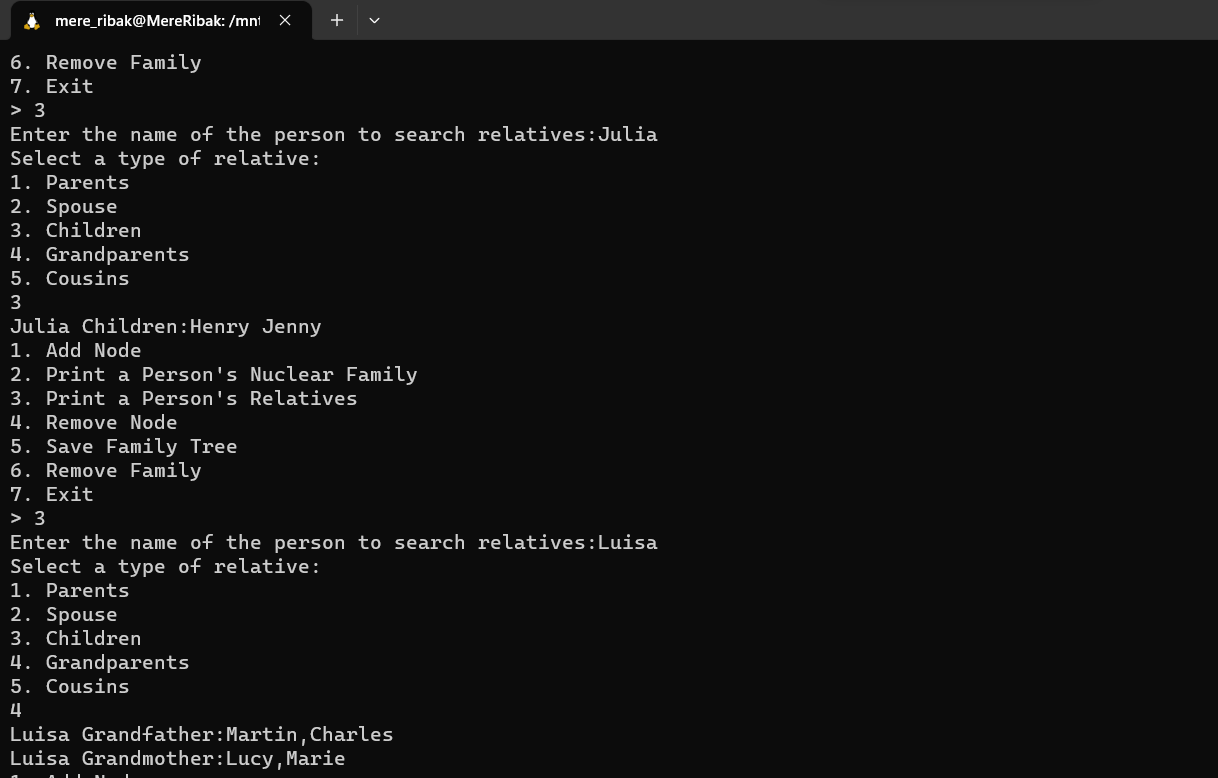 mere_ribak@MereRibak: /mnt
6. Remove Family
7. Exit
> 3
Enter the name of the person to search relatives:Julia
Select a type of relative:
1. Parents
2. Spouse
3. Children
4. Grandparents
5. Cousins
3
Julia Children:Henry Jenny
1. Add Node
2. Print a Person's Nuclear Family
3. Print a Person's Relatives
4. Remove Node
5. Save Family Tree
6. Remove Family
7. Exit
> 3
Enter the name of the person to search relatives:Luisa
Select a type of relative:
1. Parents
2. Spouse
3. Children
4. Grandparents
5. Cousins
4
Luisa Grandfather:Martin,Charles
Luisa Grandmother:Lucy,Marie
1. Add Node